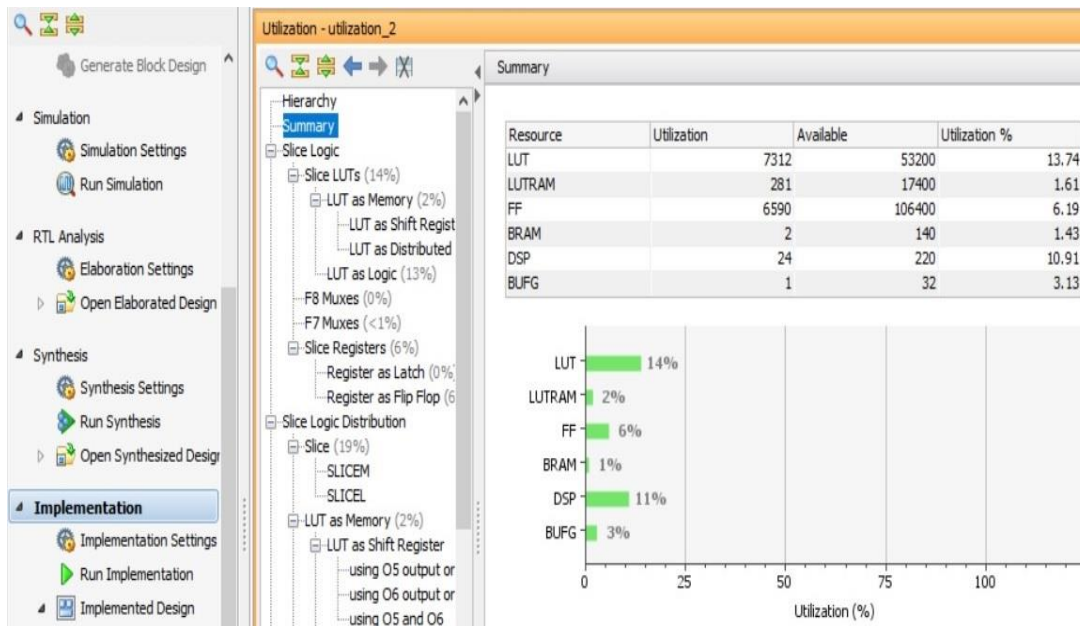 Generate Block Design
Simulation
Simulation Settings
Run Simulation
RTL Analysis
Elaboration Settings
Open Elaborated Design
Synthesis
Synthesis Settings
Run Synthesis
Open Synthesized Desigr
Implementation
Implementation Settings
Run Implementation
Implemented Design
Utilization - utilization_2
Hierarchy
Summary
Slice Logic
Slice LUTs (14%)
LUT as Memory (2%)
LUT as Shift Regist
LUT as Distributed
LUT as Logic (13%)
F8 Muxes (0%)
F7 Muxes (<1%)
Slice Registers (6%)
Register as Latch (0%
Register as Flip Flop (6
Slice Logic Distribution
Slice (19%)
SLICEM
SLICEL
LUT as Memory (2%)
LUT as Shift Register
using O5 output or
using O6 output or
using O5 and O6
Summary
Resource Utilization Available Utilization %
LUT 7312 53200 13.74
LUTRAM 281 17400 1.61
FF 6590 106400 6.19
BRAM 2 140 1.43
DSP 24 220 10.91
BUFG 1 32 3.13
LUT 14%
LUTRAM 2%
FF 6%
BRAM 1%
DSP 11%
BUFG 3%
0 25 50 75 100
Utilization (%)